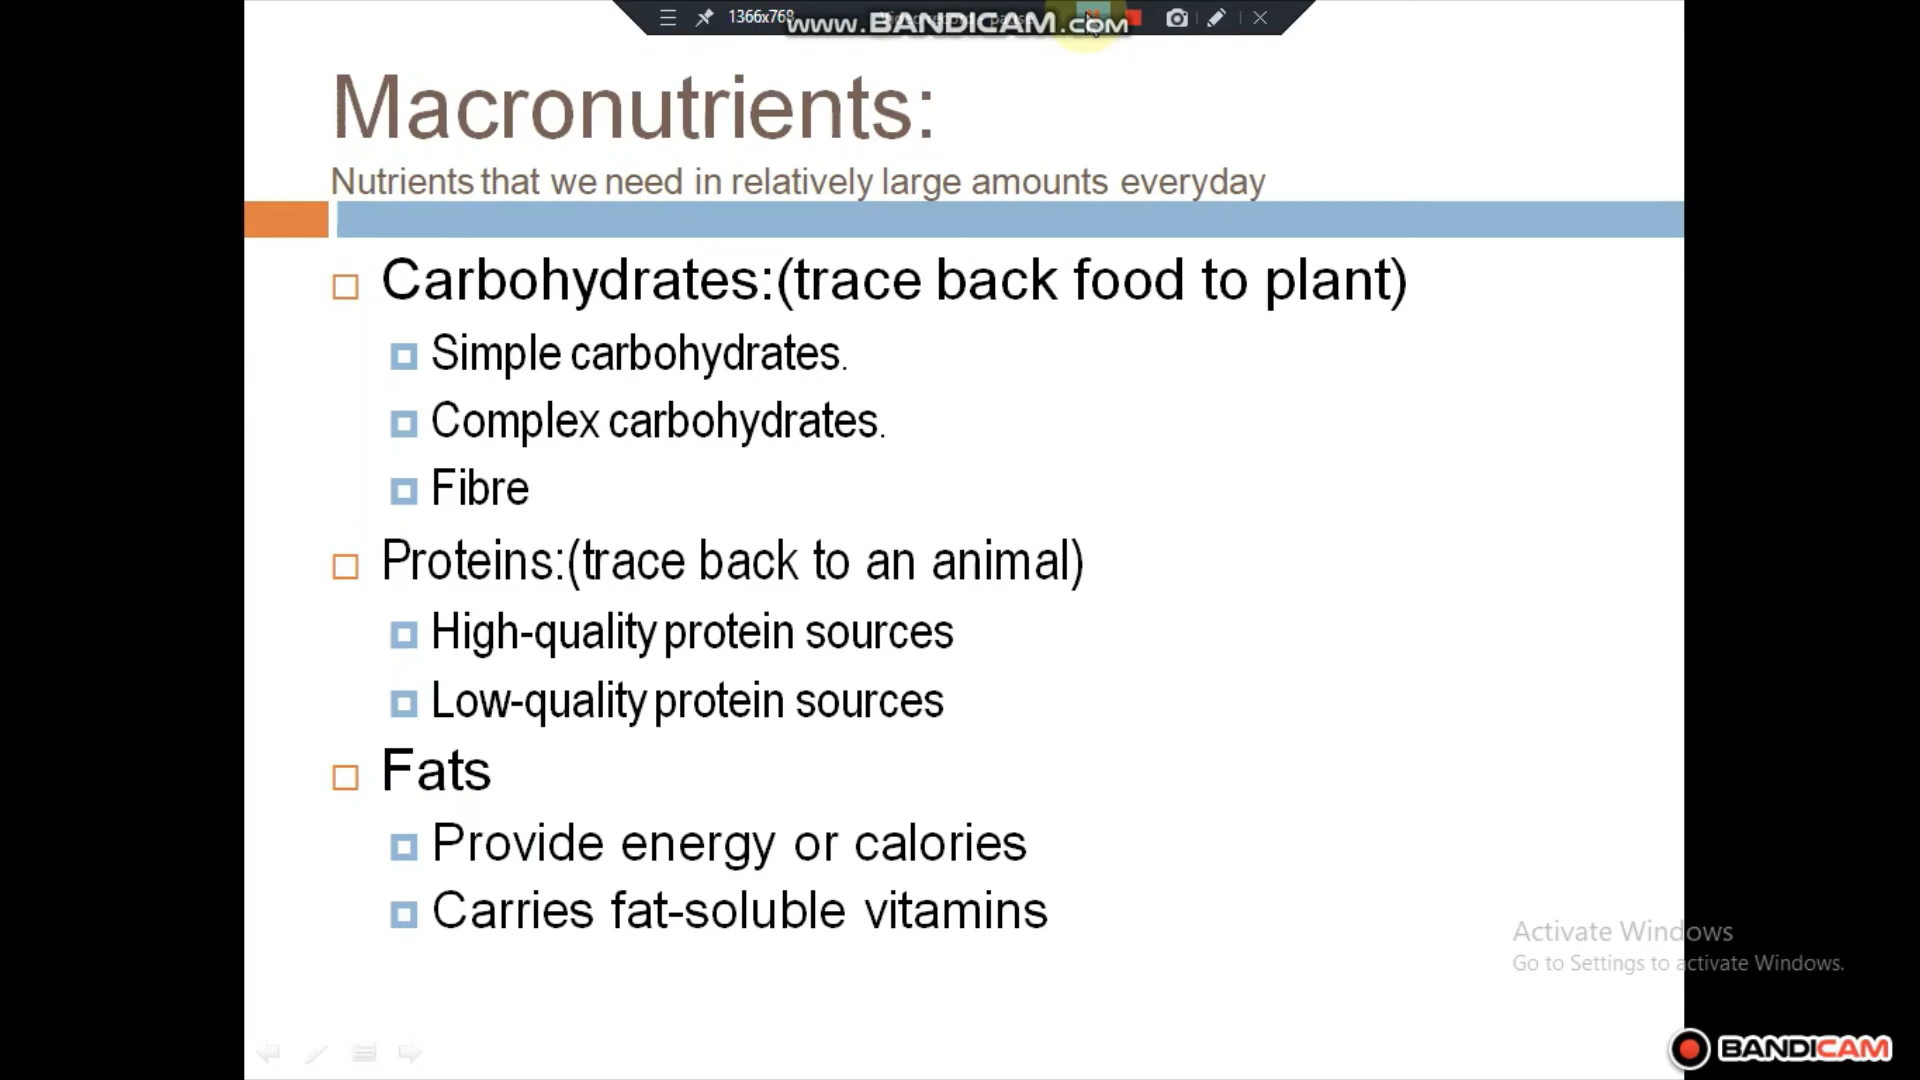 1366x768
www.BANDICAM.com
Macronutrients:
Nutrients that we need in relatively large amounts everyday
Carbohydrates:(trace back food to plant)
Simple carbohydrates.
Complex carbohydrates.
Fibre
Proteins:(trace back to an animal)
High-quality protein sources
Low-quality protein sources
Fats
Provide energy or calories
Carries fat-soluble vitamins
Activate Windows
Go to Settings to activate Windows.
BANDICAM